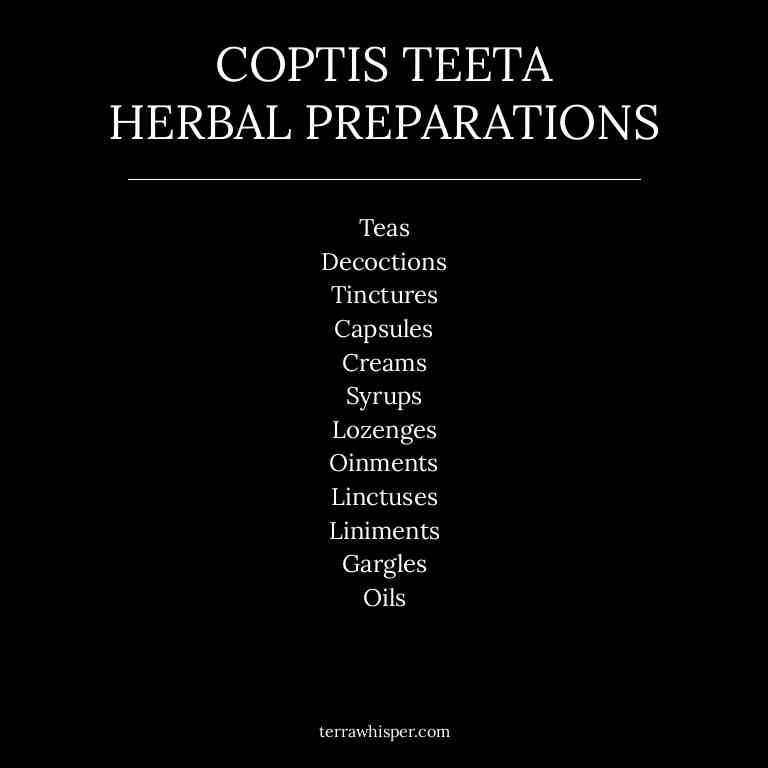 COPTIS TEETA
HERBAL PREPARATIONS
Teas
Decoctions
Tinctures
Capsules
Creams
Syrups
Lozenges
Oinments
Linctuses
Liniments
Gargles
Oils
terrawhisper.com